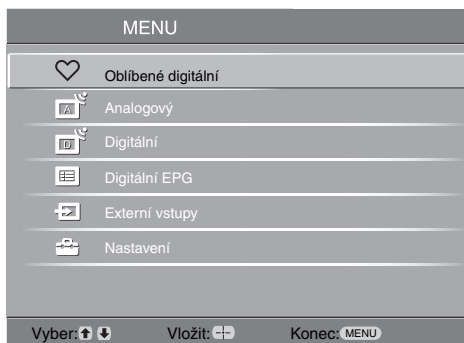 MENU
Oblíbené digitální
A Analogový
D Digitální
Digitální EPG
Externí vstupy
Nastavení
Vyber: Vložit: Konec: MENU